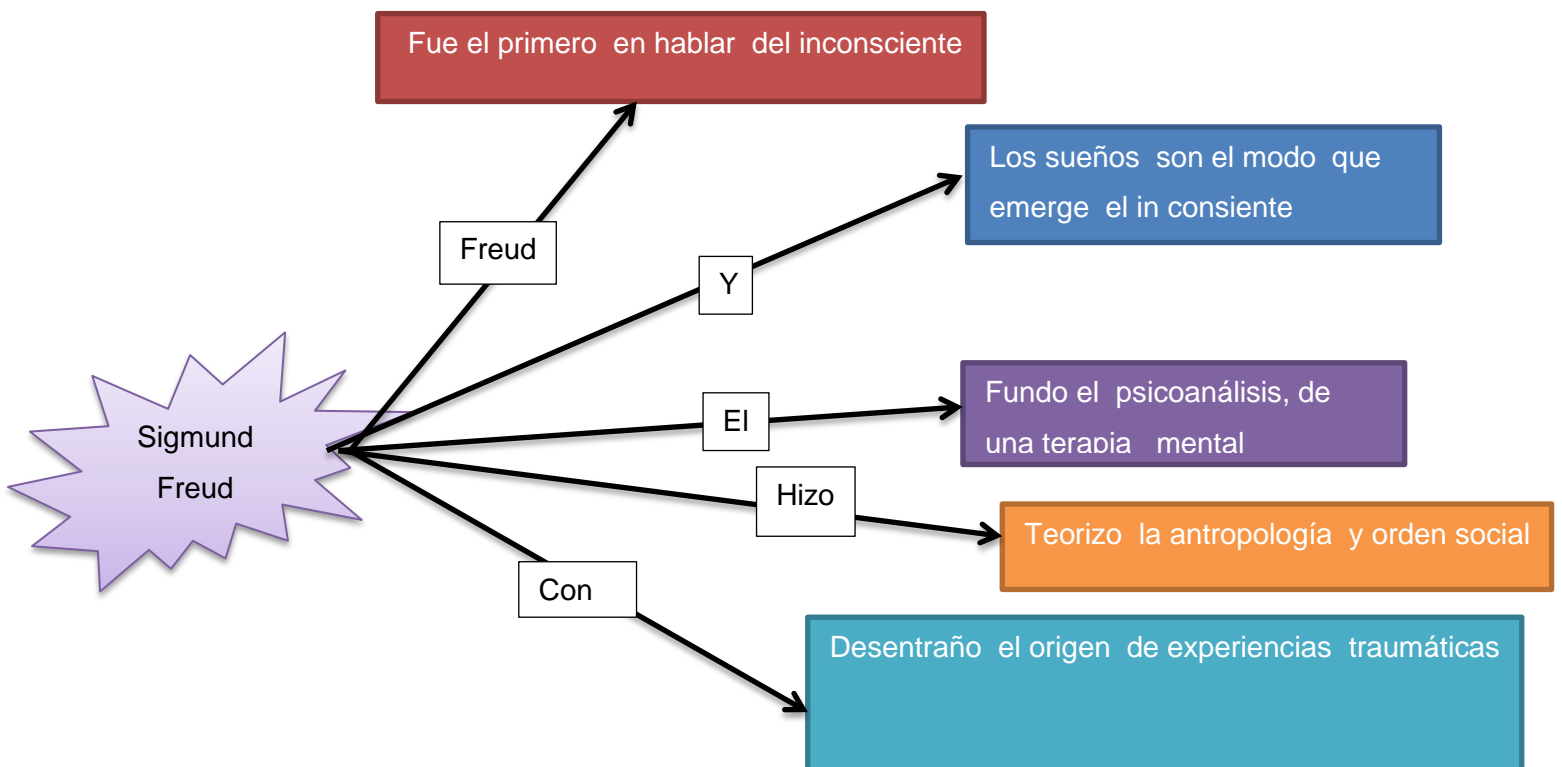 Fue el primero  en hablar  del inconsciente
Los sueños  son el modo  que
emerge  el in consiente
Freud
Y
Fundo el  psicoanálisis, de
una terapia   mental
El
Sigmund
Freud
Hizo
Teorizo  la antropología  y orden social
Con
Desentraño  el origen  de experiencias  traumáticas